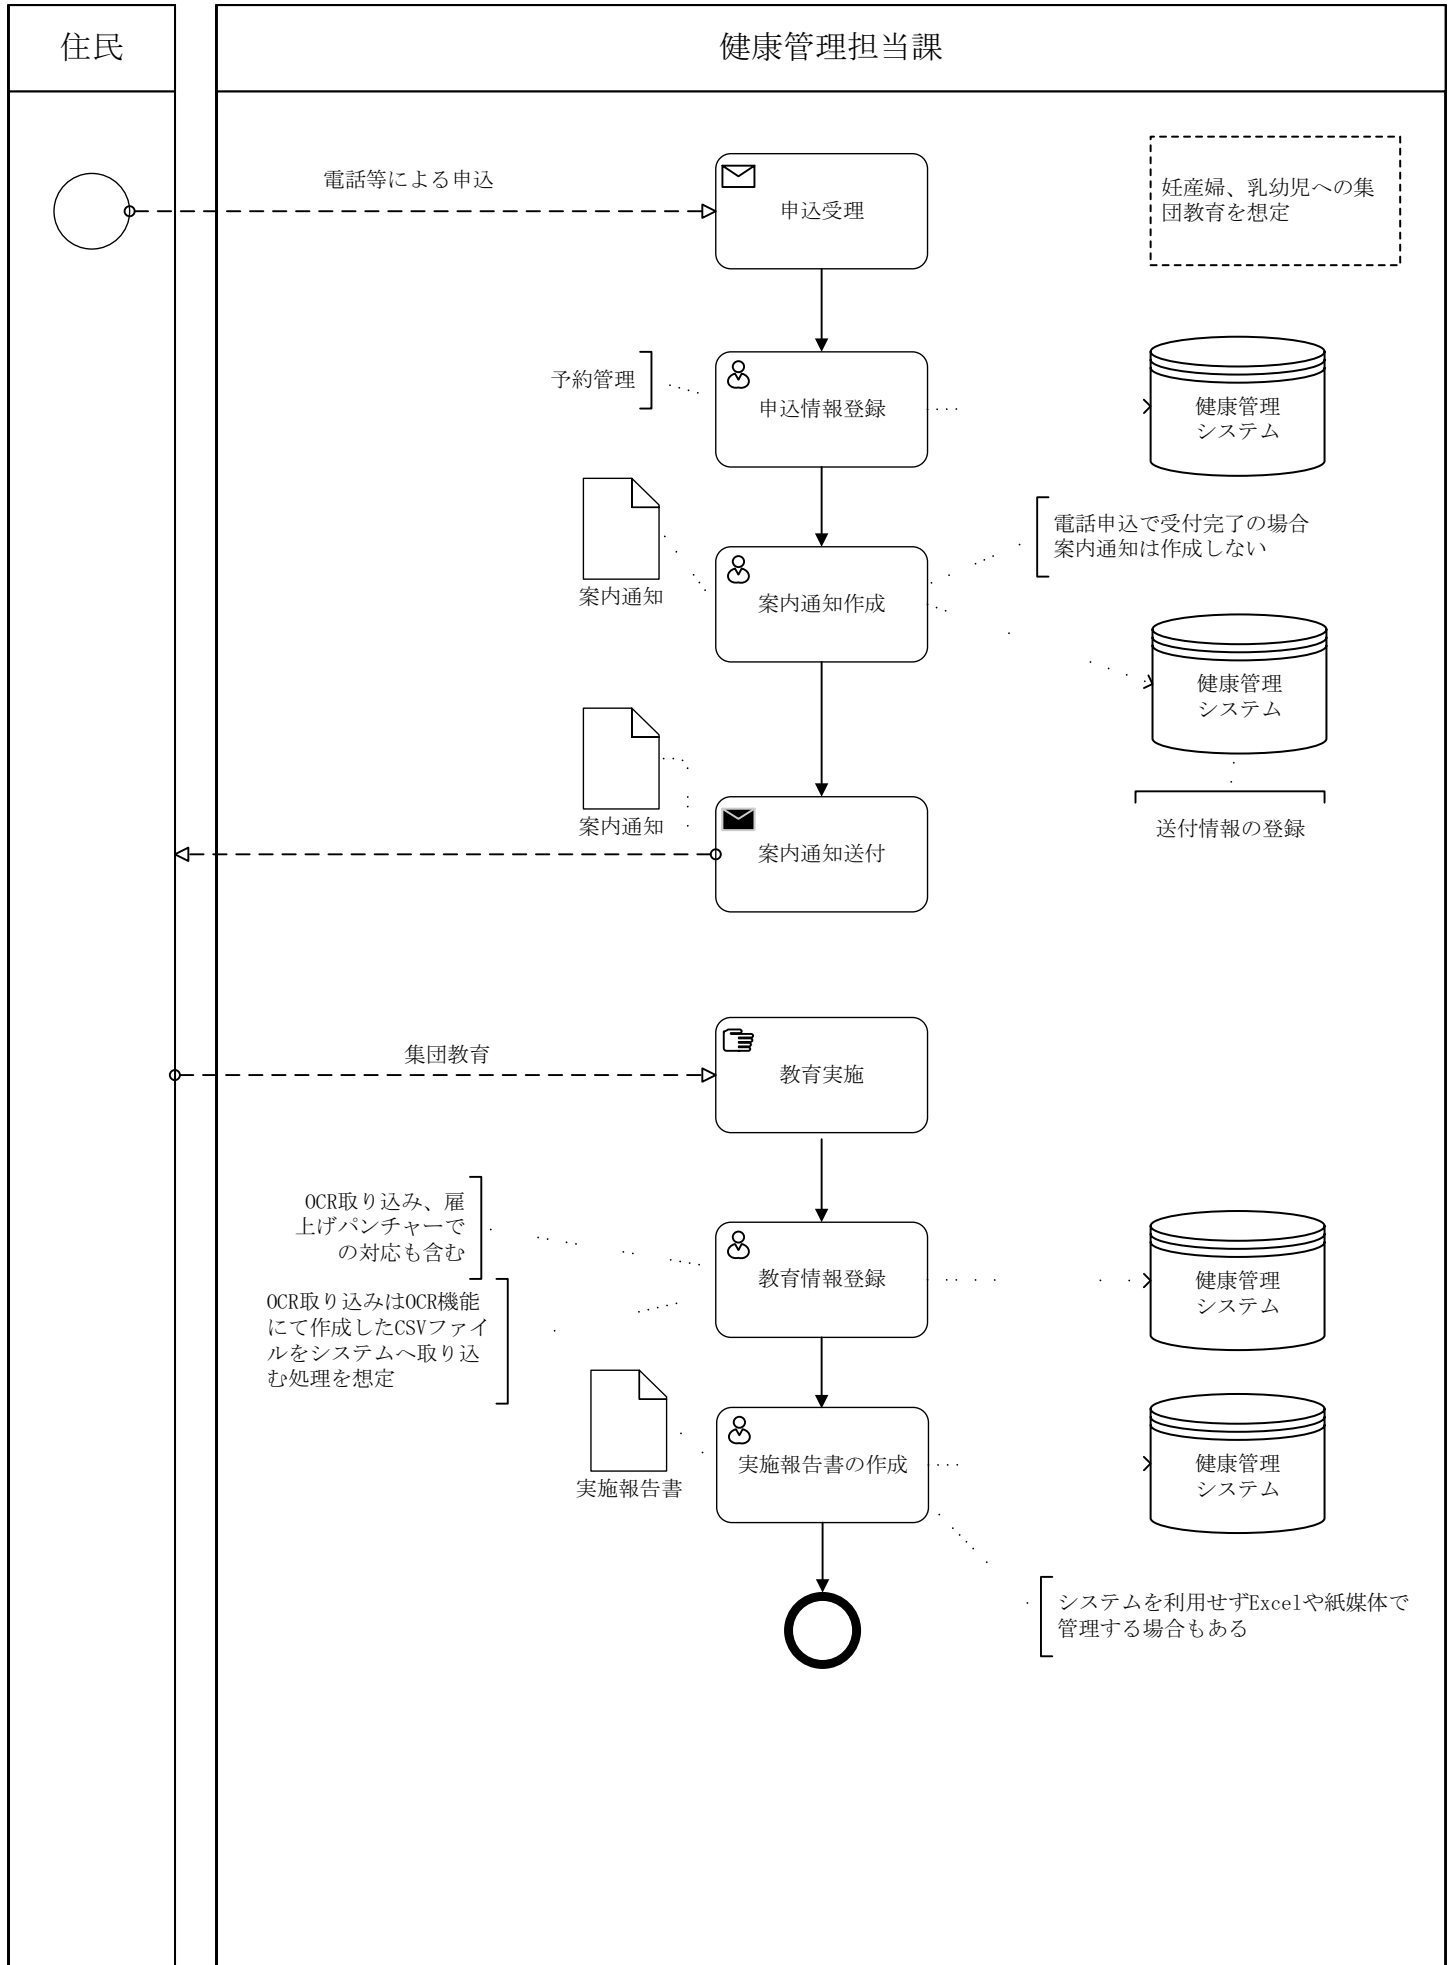 住民
健康管理担当課
電話等による申込
申込受理
妊産婦、乳幼児への集
団教育を想定
予約管理
申込情報登録
健康管理
システム
案内通知
案内通知作成
電話申込で受付完了の場合
案内通知は作成しない
健康管理
システム
送付情報の登録
案内通知
案内通知送付
集団教育
教育実施
OCR取り込み、雇
上げパンチャーで
の対応も含む
OCR取り込みはOCR機能
にて作成したCSVファイ
ルをシステムへ取り込
む処理を想定
教育情報登録
健康管理
システム
実施報告書
実施報告書の作成
健康管理
システム
システムを利用せずExcelや紙媒体で
管理する場合もある